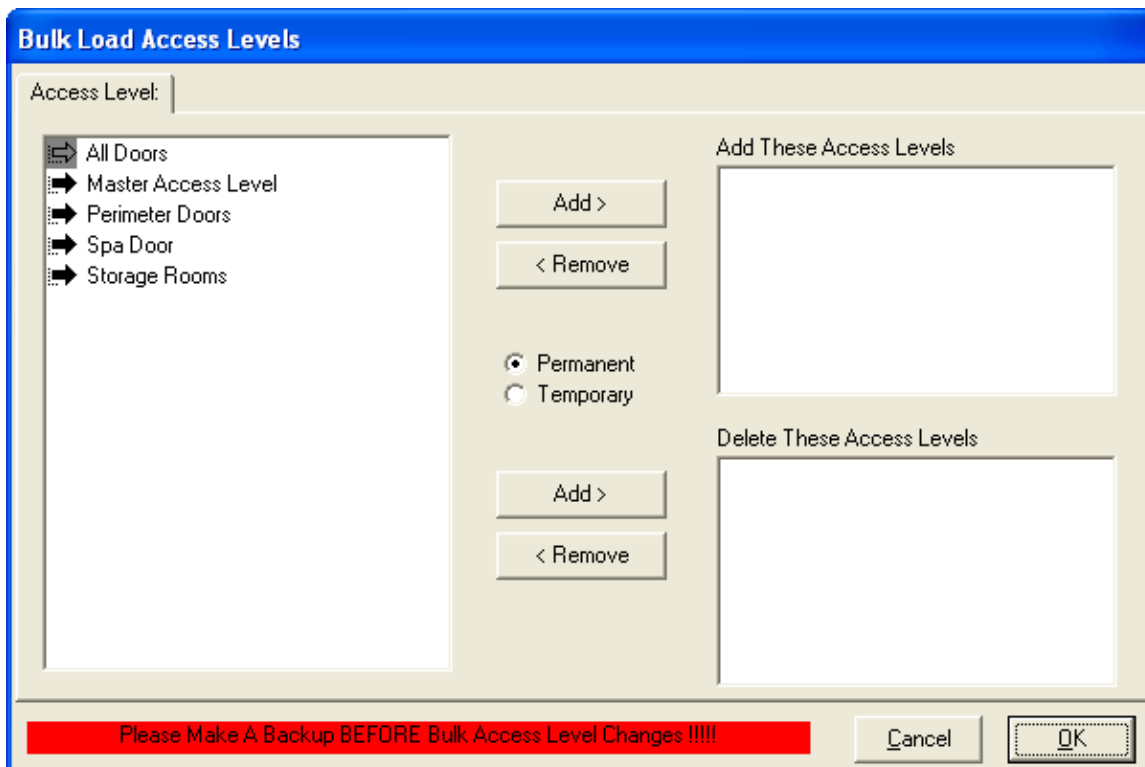 Bulk Load Access Levels
Access Level:
All Doors
Master Access Level
Perimeter Doors
Spa Door
Storage Rooms
Add >
< Remove
Permanent
Temporary
Add >
< Remove
Add These Access Levels
Delete These Access Levels
Please Make A Backup BEFORE Bulk Access Level Changes !!!!!
Cancel
OK